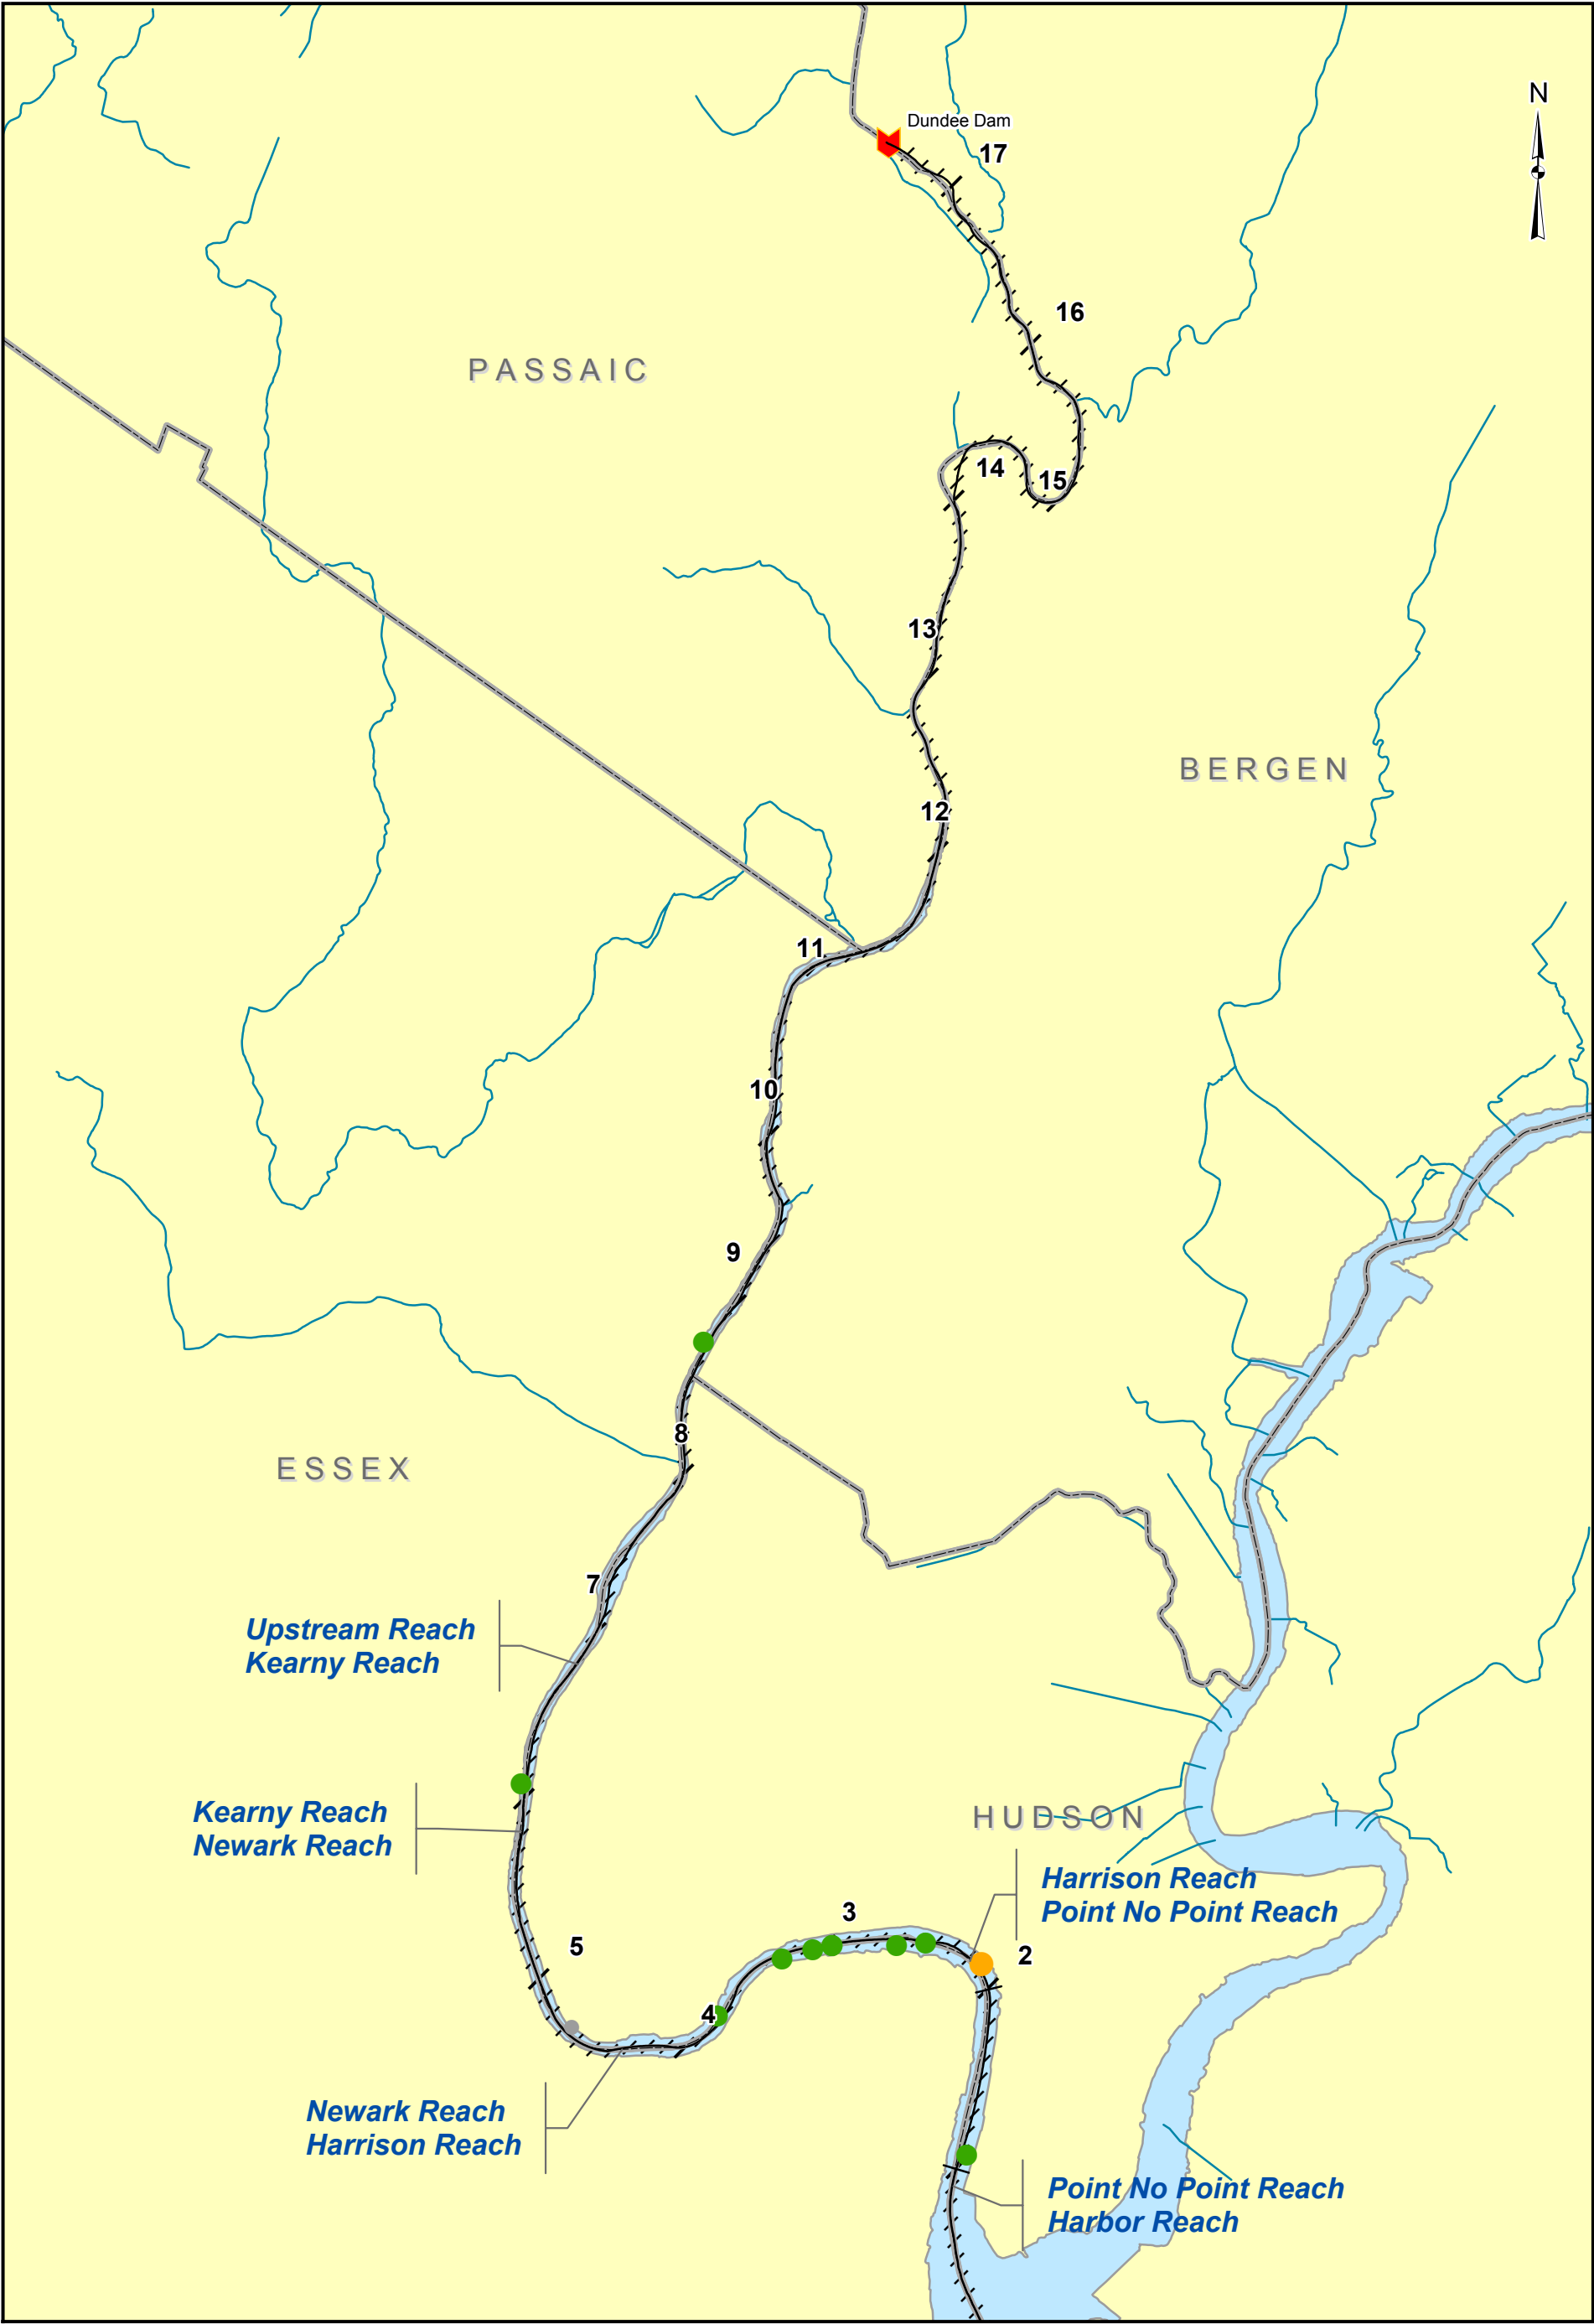 N
Dundee Dam
17
16
PASSAIC
14
15
13
BERGEN
12
11
10
9
8
ESSEX
7
Upstream Reach
Kearny Reach
Kearny Reach
Newark Reach
HUDSON
Harrison Reach
Point No Point Reach
3
5
2
4
Newark Reach
Harrison Reach
Point No Point Reach
Harbor Reach